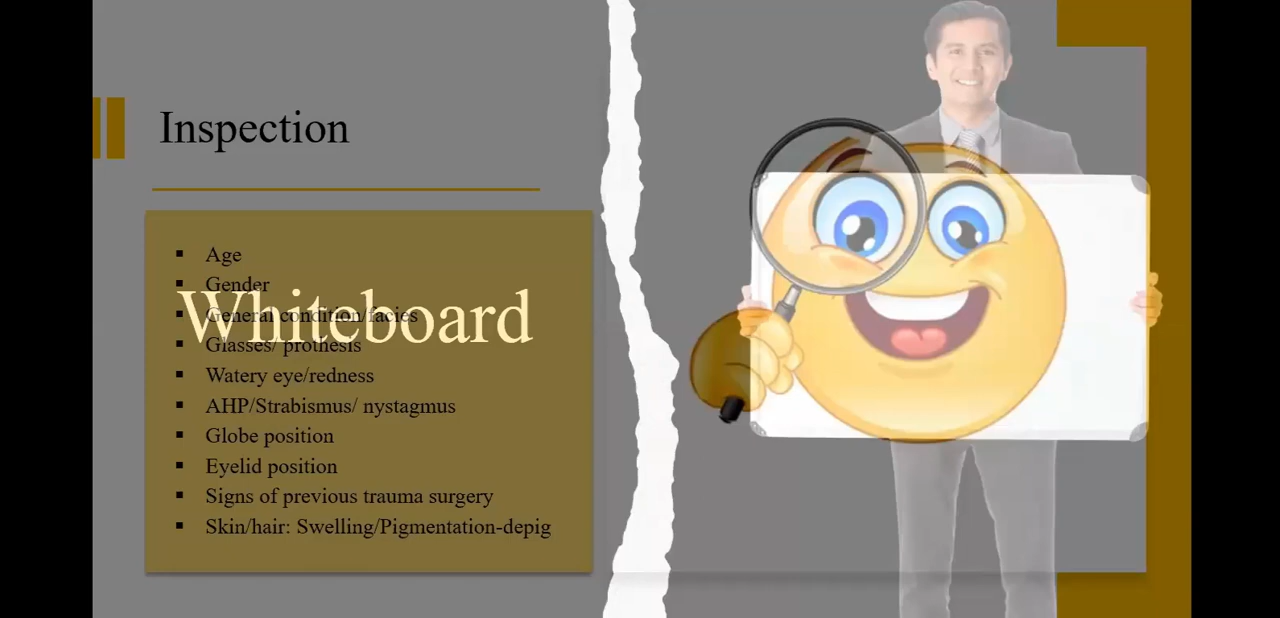 Inspection
Age
Gender
Whiteboard
General condition/facies
Glasses/ prothesis
Watery eye/redness
AHP/Strabismus/ nystagmus
Globe position
Eyelid position
Signs of previous trauma surgery
Skin/hair: Swelling/Pigmentation-depig